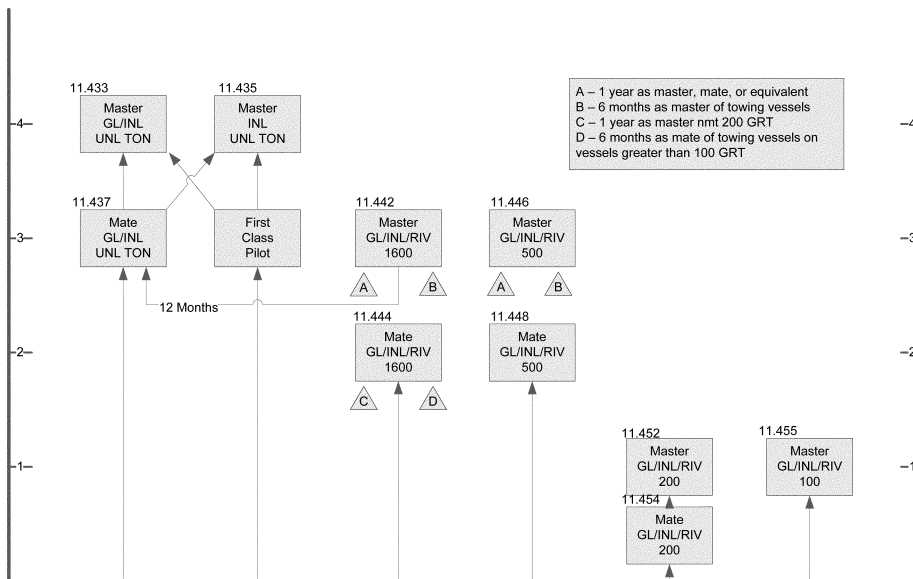 11.433
Master
GL/INL
UNL TON
11.435
Master
INL
UNL TON
A – 1 year as master, mate, or equivalent
B – 6 months as master of towing vessels
C – 1 year as master nmt 200 GRT
D – 6 months as mate of towing vessels on
vessels greater than 100 GRT
4
4
11.437
Mate
GL/INL
UNL TON
First
Class
Pilot
11.442
Master
GL/INL/RIV
1600
11.446
Master
GL/INL/RIV
500
3
3
A
B
A
B
12 Months
11.444
Mate
GL/INL/RIV
1600
11.448
Mate
GL/INL/RIV
500
2
2
C
D
11.452
Master
GL/INL/RIV
200
11.455
Master
GL/INL/RIV
100
1
1
11.454
Mate
GL/INL/RIV
200